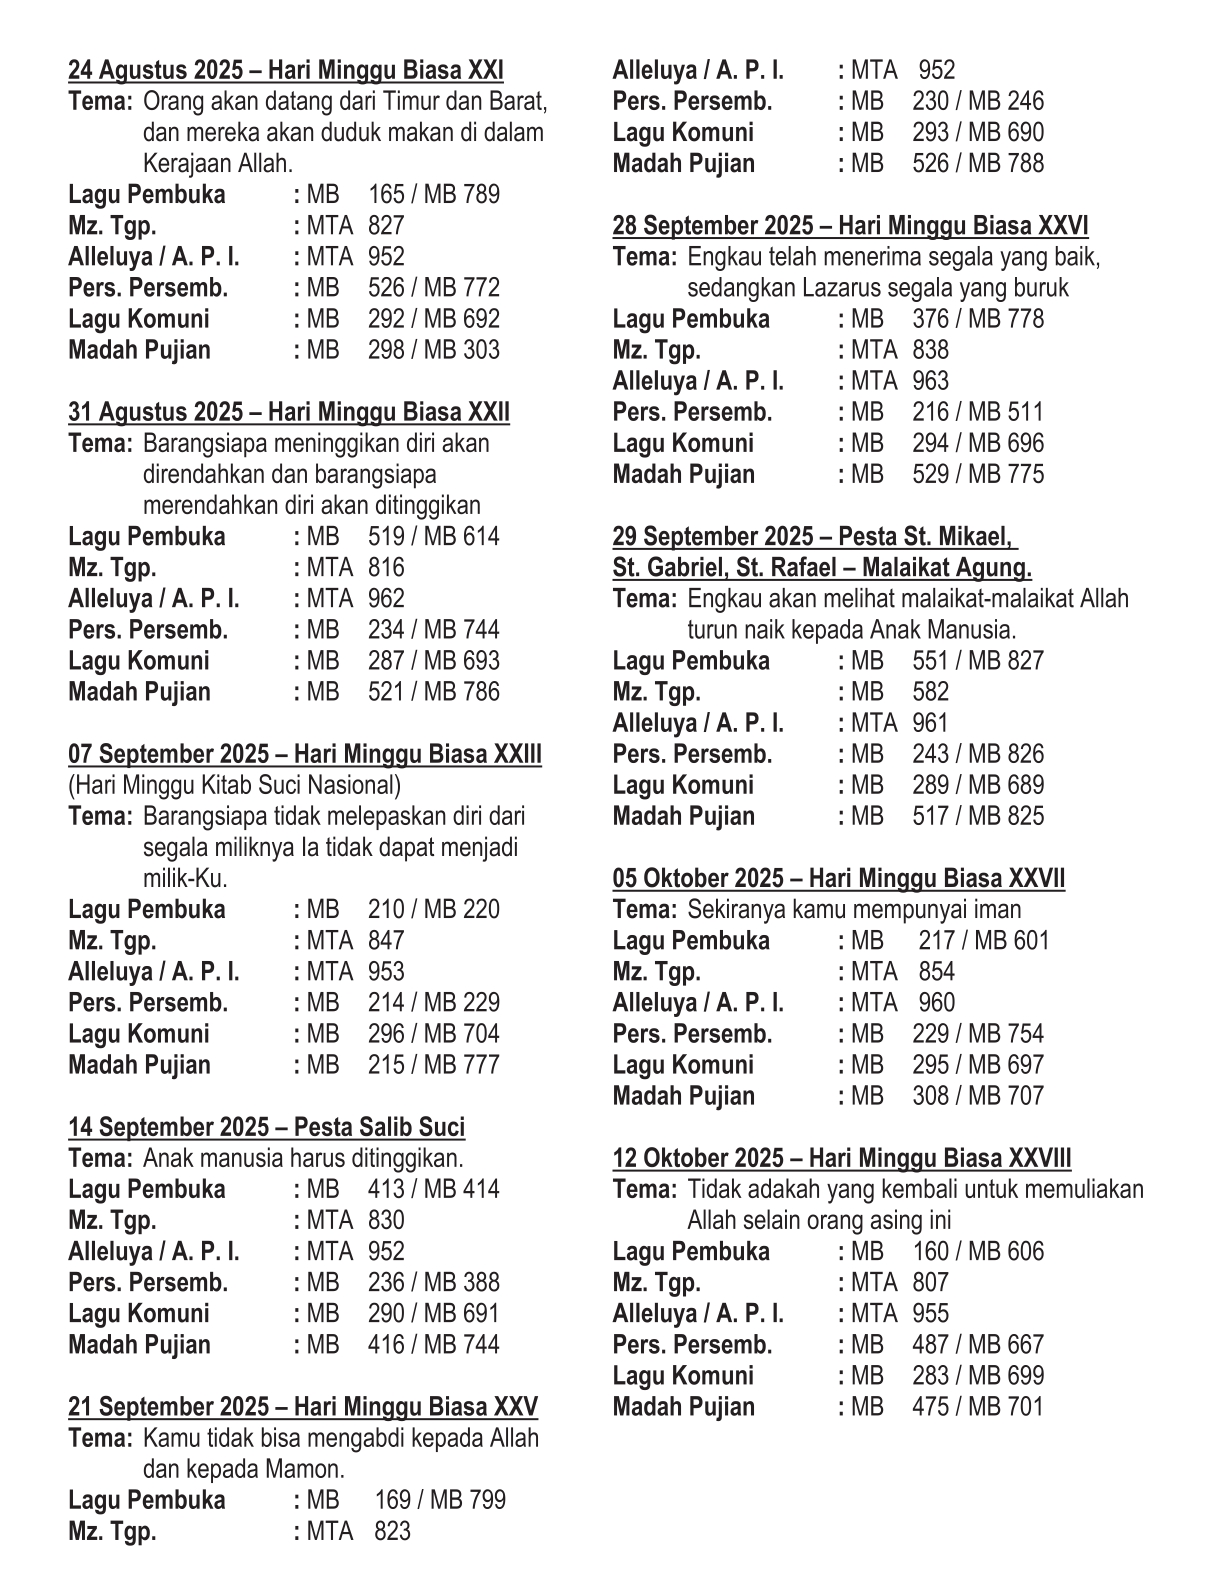 24 Agustus 2025 – Hari Minggu Biasa XXI
Tema: Orang akan datang dari Timur dan Barat,
dan mereka akan duduk makan di dalam
Kerajaan Allah.
Lagu Pembuka : MB 165 / MB 789
Mz. Tgp. : MTA 827
Alleluya / A. P. I. : MTA 952
Pers. Persemb. : MB 526 / MB 772
Lagu Komuni : MB 292 / MB 692
Madah Pujian : MB 298 / MB 303
31 Agustus 2025 – Hari Minggu Biasa XXII
Tema: Barangsiapa meninggikan diri akan
direndahkan dan barangsiapa
merendahkan diri akan ditinggikan
Lagu Pembuka : MB 519 / MB 614
Mz. Tgp. : MTA 816
Alleluya / A. P. I. : MTA 962
Pers. Persemb. : MB 234 / MB 744
Lagu Komuni : MB 287 / MB 693
Madah Pujian : MB 521 / MB 786
07 September 2025 – Hari Minggu Biasa XXIII
(Hari Minggu Kitab Suci Nasional)
Tema: Barangsiapa tidak melepaskan diri dari
segala miliknya Ia tidak dapat menjadi
milik-Ku.
Lagu Pembuka : MB 210 / MB 220
Mz. Tgp. : MTA 847
Alleluya / A. P. I. : MTA 953
Pers. Persemb. : MB 214 / MB 229
Lagu Komuni : MB 296 / MB 704
Madah Pujian : MB 215 / MB 777
14 September 2025 – Pesta Salib Suci
Tema: Anak manusia harus ditinggikan.
Lagu Pembuka : MB 413 / MB 414
Mz. Tgp. : MTA 830
Alleluya / A. P. I. : MTA 952
Pers. Persemb. : MB 236 / MB 388
Lagu Komuni : MB 290 / MB 691
Madah Pujian : MB 416 / MB 744
21 September 2025 – Hari Minggu Biasa XXV
Tema: Kamu tidak bisa mengabdi kepada Allah
dan kepada Mamon.
Lagu Pembuka : MB 169 / MB 799
Mz. Tgp. : MTA 823
Alleluya / A. P. I. : MTA 952
Pers. Persemb. : MB 230 / MB 246
Lagu Komuni : MB 293 / MB 690
Madah Pujian : MB 526 / MB 788
28 September 2025 – Hari Minggu Biasa XXVI
Tema: Engkau telah menerima segala yang baik,
sedangkan Lazarus segala yang buruk
Lagu Pembuka : MB 376 / MB 778
Mz. Tgp. : MTA 838
Alleluya / A. P. I. : MTA 963
Pers. Persemb. : MB 216 / MB 511
Lagu Komuni : MB 294 / MB 696
Madah Pujian : MB 529 / MB 775
29 September 2025 – Pesta St. Mikael,
St. Gabriel, St. Rafael – Malaikat Agung.
Tema: Engkau akan melihat malaikat-malaikat Allah
turun naik kepada Anak Manusia.
Lagu Pembuka : MB 551 / MB 827
Mz. Tgp. : MB 582
Alleluya / A. P. I. : MTA 961
Pers. Persemb. : MB 243 / MB 826
Lagu Komuni : MB 289 / MB 689
Madah Pujian : MB 517 / MB 825
05 Oktober 2025 – Hari Minggu Biasa XXVII
Tema: Sekiranya kamu mempunyai iman
Lagu Pembuka : MB 217 / MB 601
Mz. Tgp. : MTA 854
Alleluya / A. P. I. : MTA 960
Pers. Persemb. : MB 229 / MB 754
Lagu Komuni : MB 295 / MB 697
Madah Pujian : MB 308 / MB 707
12 Oktober 2025 – Hari Minggu Biasa XXVIII
Tema: Tidak adakah yang kembali untuk memuliakan
Allah selain orang asing ini
Lagu Pembuka : MB 160 / MB 606
Mz. Tgp. : MTA 807
Alleluya / A. P. I. : MTA 955
Pers. Persemb. : MB 487 / MB 667
Lagu Komuni : MB 283 / MB 699
Madah Pujian : MB 475 / MB 701